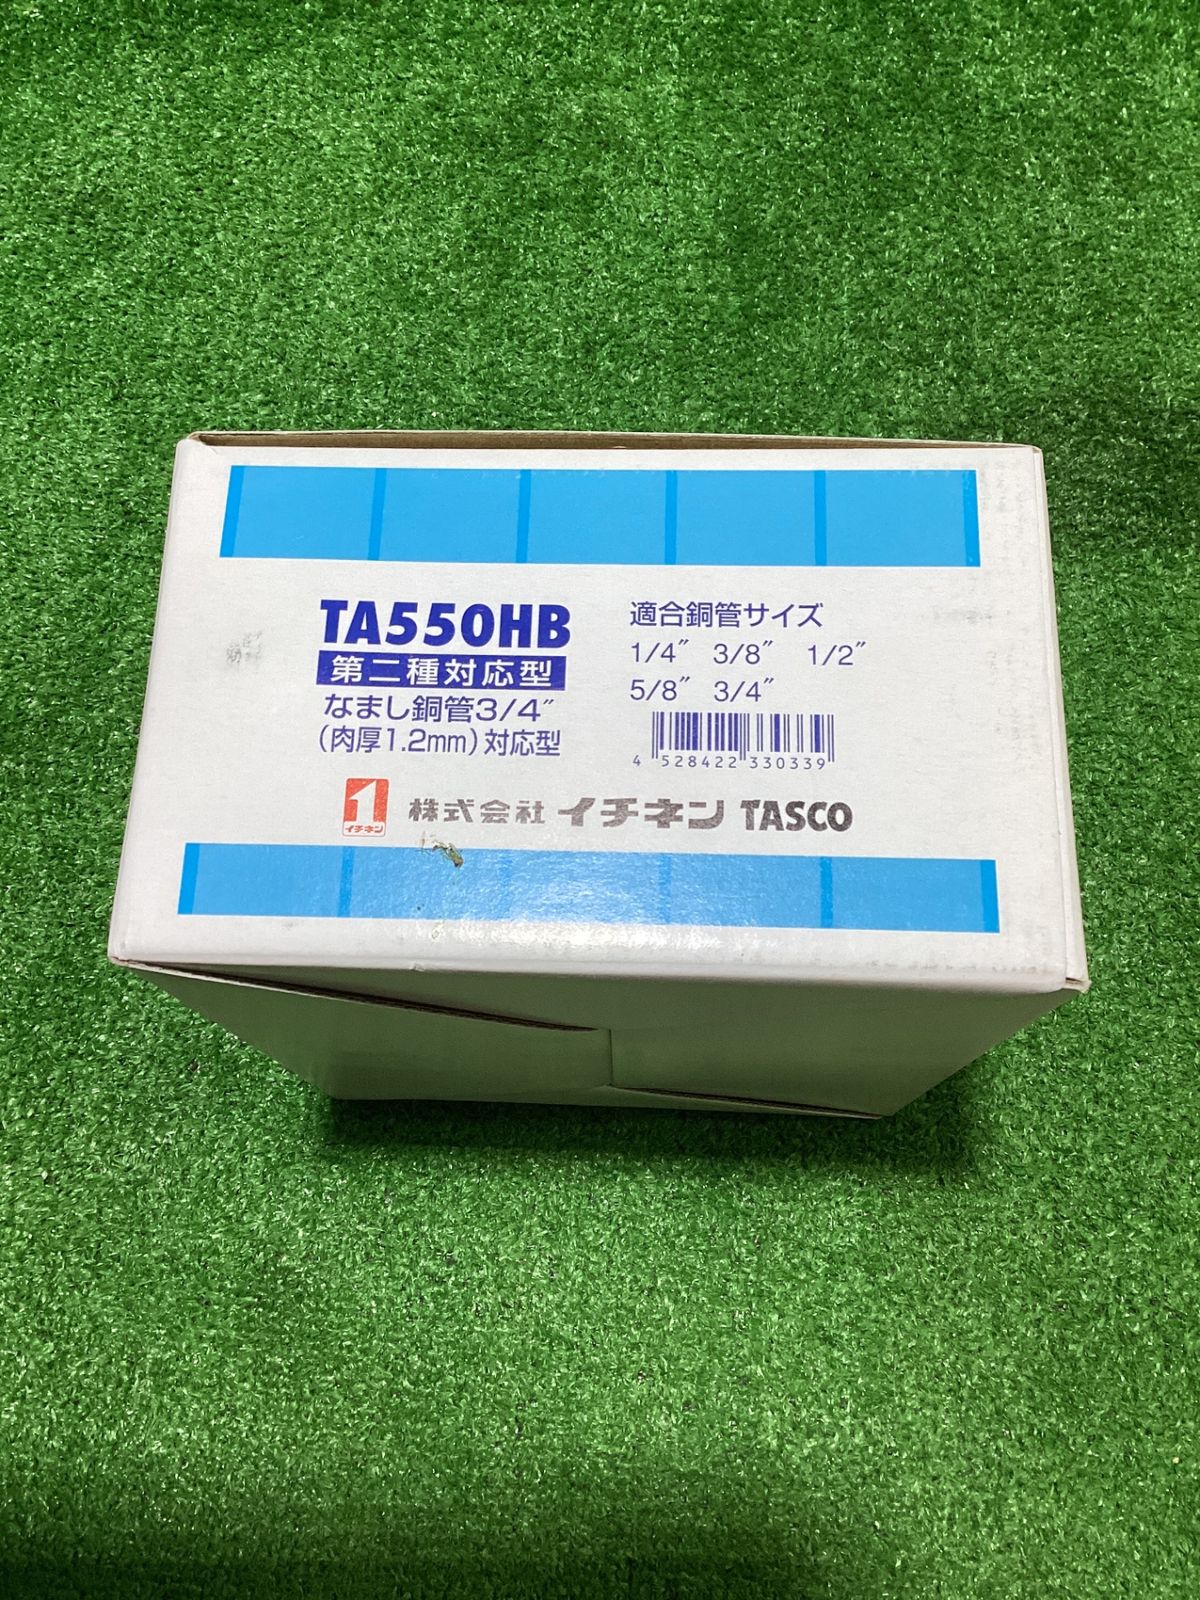 TA550HB
第二種対応型
なまし銅管3/4"
(肉厚1.2mm)対応型
適合銅管サイズ
1/4" 3/8" 1/2"
5/8" 3/4"
4 528422 330339
イチネン
株式会社 イチネン TASCO